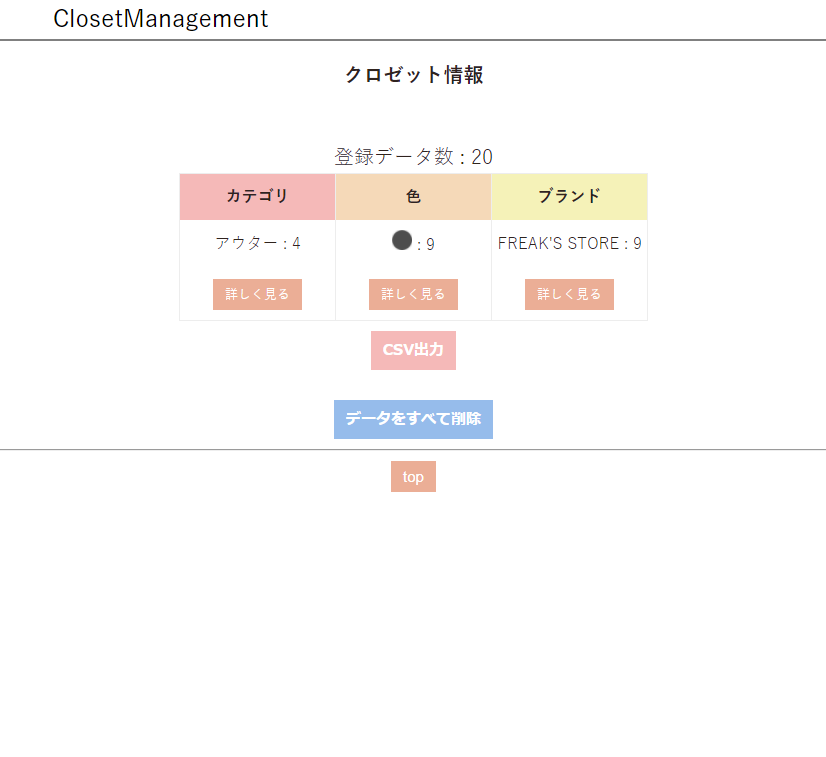 ClosetManagement
クロゼット情報
登録データ数 : 20
カテゴリ 色 ブランド
アウター : 4 : 9 FREAK'S STORE : 9
詳しく見る 詳しく見る 詳しく見る
CSV出力
データをすべて削除
top